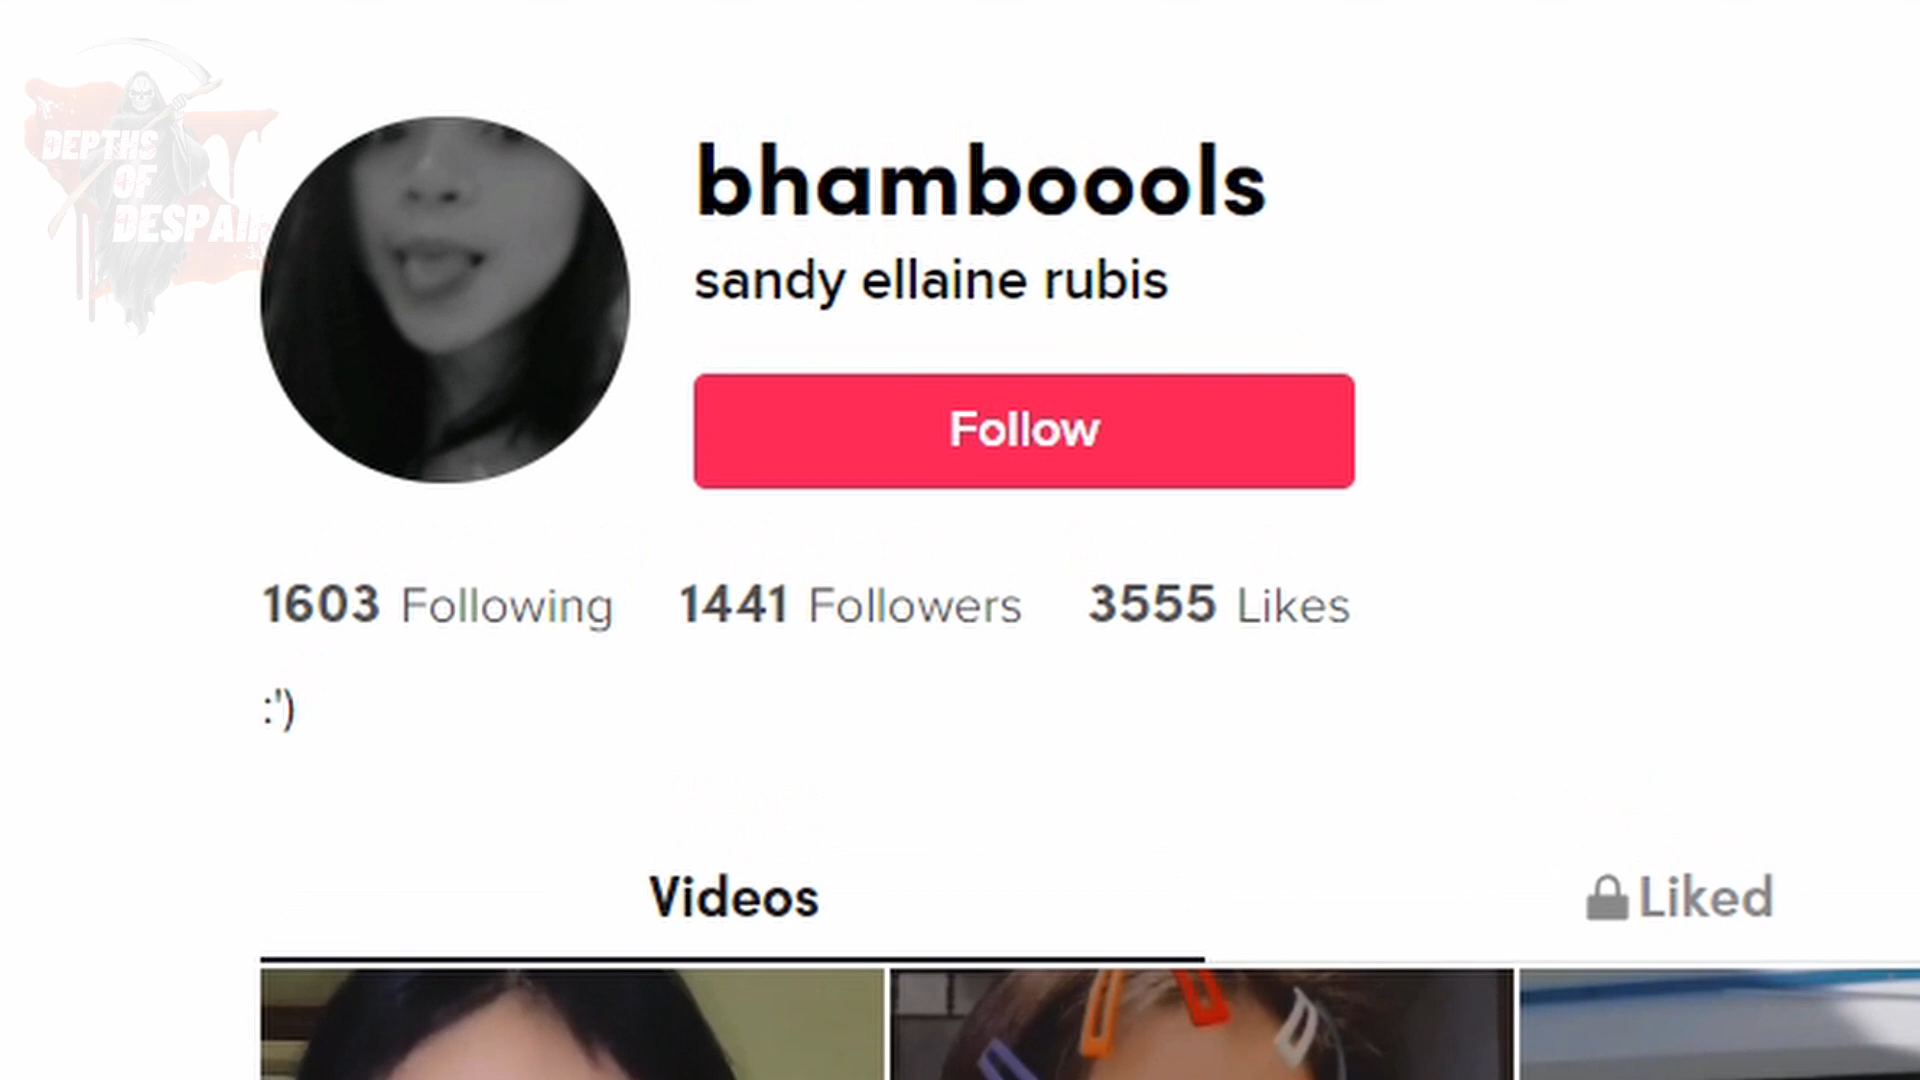 DEPTHS
OF
DESPAIR
bhamboools
sandy ellaine rubis
Follow
1603 Following 1441 Followers 3555 Likes
:')
Videos Liked